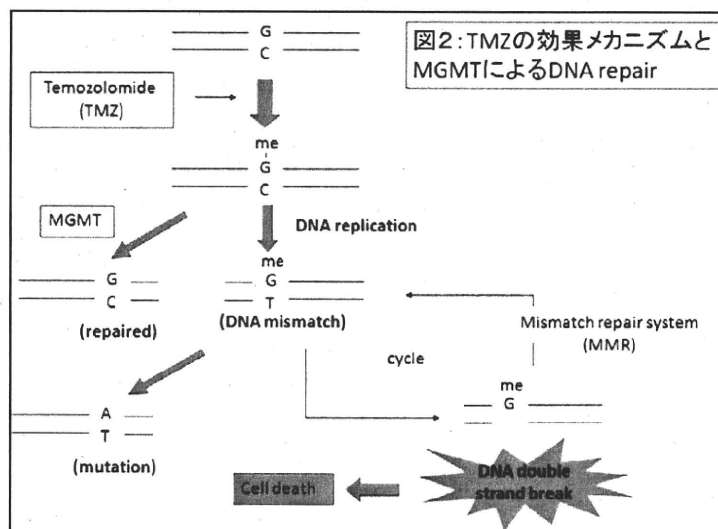 G
C
図2:TMZの効果メカニズムと
MGMTによるDNA repair
Temozolomide
(TMZ)
me
G
C
MGMT
DNA replication
me
G
C
G
T
(repaired)
(DNA mismatch)
Mismatch repair system
(MMR)
cycle
me
G
A
T
(mutation)
DNA double
strand break
Cell death